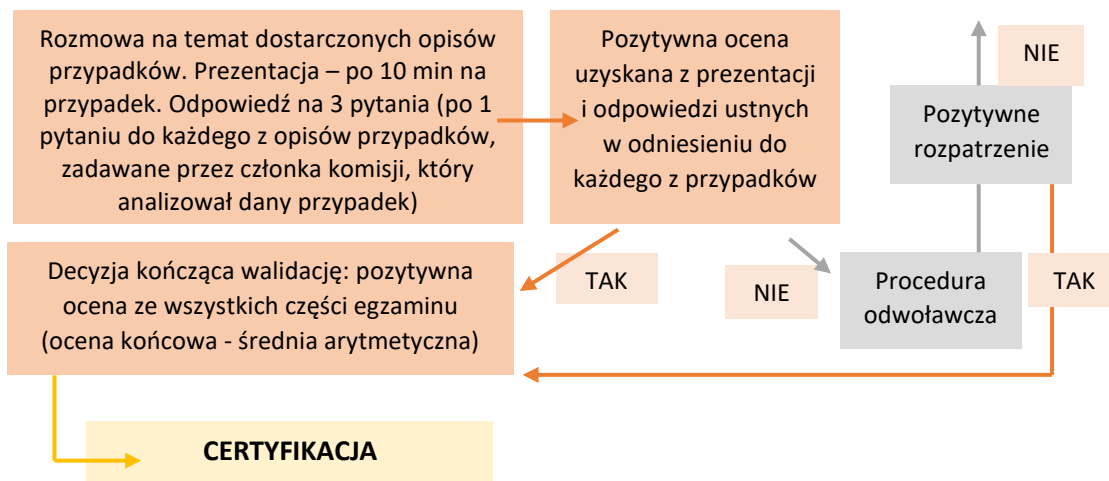 Rozmowa na temat dostarczonych opisów
przypadków. Prezentacja – po 10 min na
przypadek. Odpowiedź na 3 pytania (po 1
pytaniu do każdego z opisów przypadków,
zadawane przez członka komisji, który
analizował dany przypadek)
Pozytywna ocena
uzyskana z prezentacji
i odpowiedzi ustnych
w odniesieniu do
każdego z przypadków
NIE
Pozytywne
rozpatrzenie
Decyzja kończąca walidację: pozytywna
ocena ze wszystkich części egzaminu
(ocena końcowa - średnia arytmetyczna)
TAK
NIE
Procedura
odwoławcza
TAK
CERTYFIKACJA